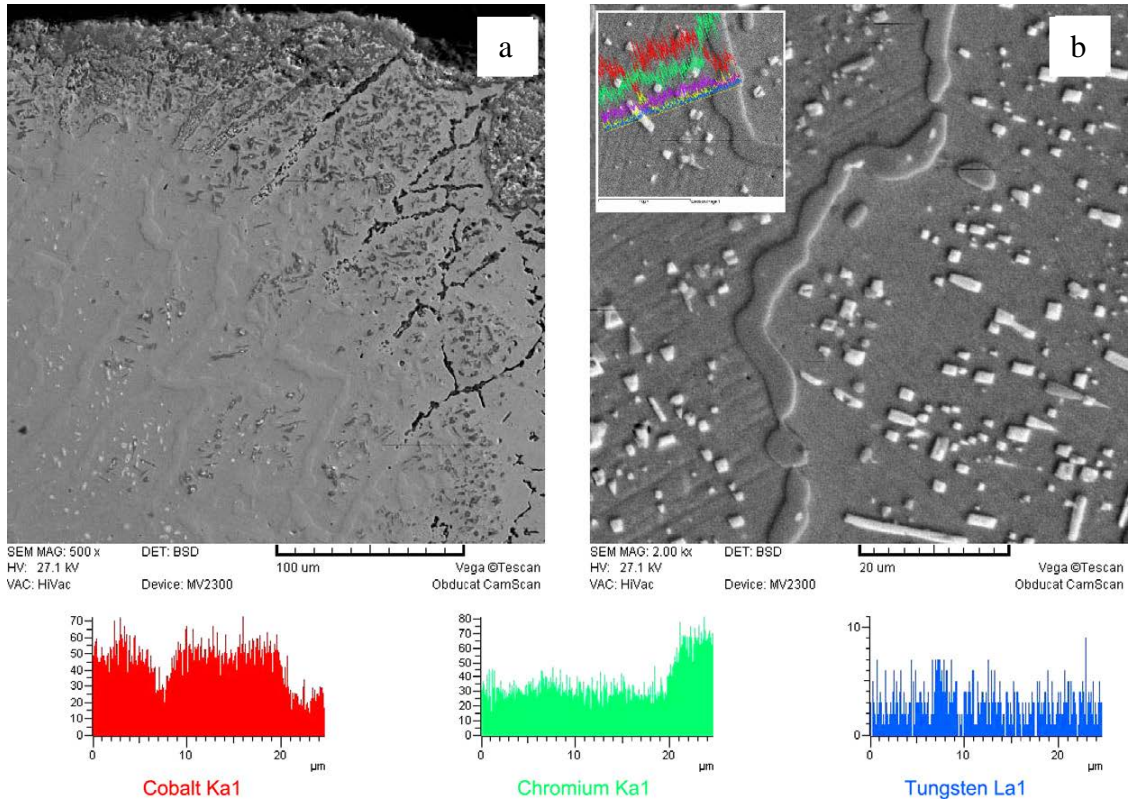 a
b
SEM MAG: 500 x DET: BSD
HV: 27.1 kV
VAC: HiVac Device: MV2300
100 um
Vega ©Tescan
Obducat CamScan
SEM MAG: 2.00 kx DET: BSD
HV: 27.1 kV
VAC: HiVac Device: MV2300
20 um
Vega ©Tescan
Obducat CamScan
70
60
50
40
30
20
10
0
0 10 20
µm
Cobalt Ka1
80
70
60
50
40
30
20
10
0
0 10 20
µm
Chromium Ka1
10
0
0 10 20
µm
Tungsten La1